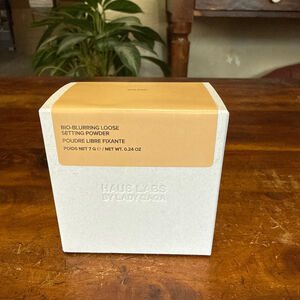 BIO-BLURRING LOOSE
SETTING POWDER
POUDRE LIBRE FIXANTE
POIDS NET 7 G ℮ / NET WT. 0.24 OZ
HAUS LABS
BY LADY GAGA